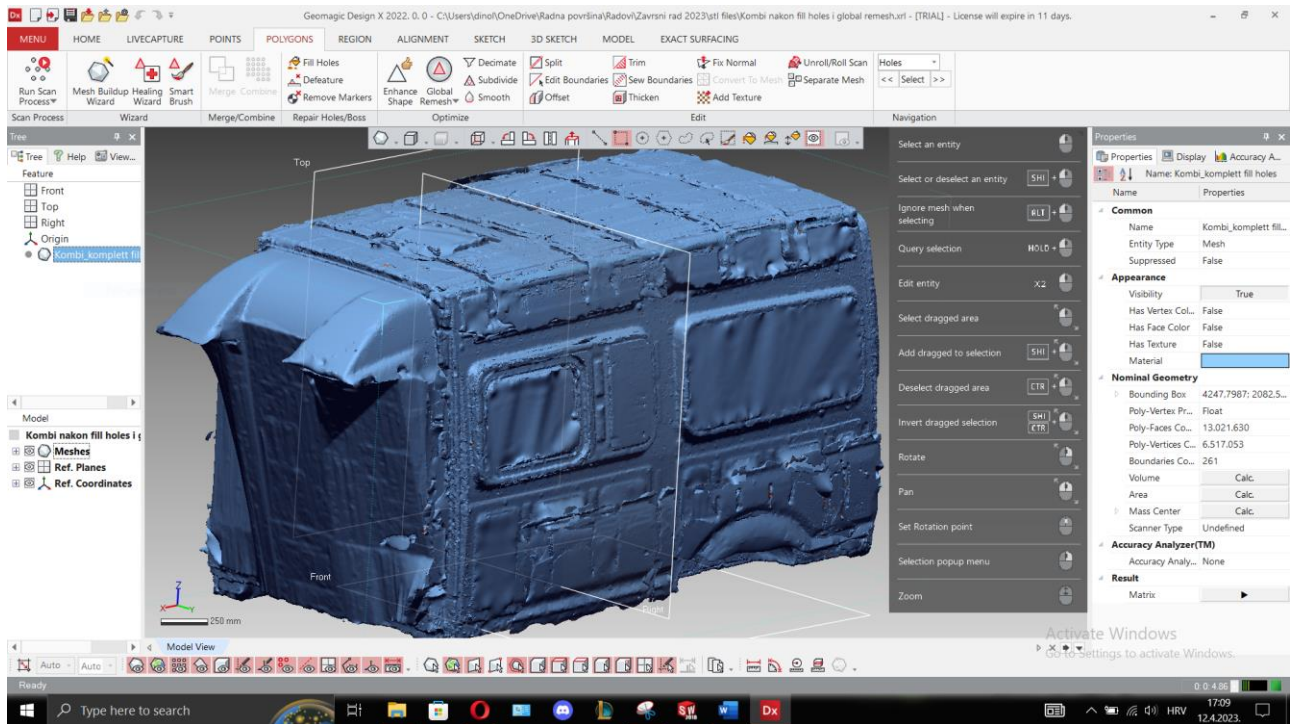 Geomagic Design X 2022. 0. 0 - C:\Users\dinol\OneDrive\Radna površina\Radovi\Zavrsni rad 2023\stl files\Kombi nakon fill holes i global remesh.xrl - [TRIAL] - License will expire in 11 days.
MENU HOME LIVECAPTURE POINTS POLYGONS REGION ALIGNMENT SKETCH 3D SKETCH MODEL EXACT SURFACING
Fill Holes Decimate Split Trim Fix Normal Unroll/Roll Scan Holes
Run Scan Process Mesh Buildup Wizard Healing Wizard Smart Brush Merge Combine Defeature Enhance Shape Global Remesh Subdivide Edit Boundaries Sew Boundaries Convert To Mesh Separate Mesh << Select >>
Remove Markers Smooth Offset Thicken Add Texture
Scan Process Wizard Merge/Combine Repair Holes/Boss Optimize Edit Navigation
Tree
Tree Help View...
Feature
Front
Top
Right
Origin
Kombi_komplett fill
Model
Kombi nakon fill holes i g
Meshes
Ref. Planes
Ref. Coordinates
Top
Front
Right
Z
X
Y
250 mm
Select an entity
Select or deselect an entity SHI +
Ignore mesh when selecting ALT +
Query selection HOLD +
Edit entity X2
Select dragged area
Add dragged to selection SHI +
Deselect dragged area CTR +
Invert dragged selection SHI CTR +
Rotate
Pan
Set Rotation point
Selection popup menu
Zoom
Properties
Properties Display Accuracy A...
Name: Kombi_komplett fill holes
Name Properties
Common
Name Kombi_komplett fill...
Entity Type Mesh
Suppressed False
Appearance
Visibility True
Has Vertex Col... False
Has Face Color False
Has Texture False
Material
Nominal Geometry
Bounding Box 4247.7987; 2082.5...
Poly-Vertex Pr... Float
Poly-Faces Co... 13.021.630
Poly-Vertices C... 6.517.053
Boundaries Co... 261
Volume Calc.
Area Calc.
Mass Center Calc.
Scanner Type Undefined
Accuracy Analyzer(TM)
Accuracy Analy... None
Result
Matrix
Activate Windows
Go to Settings to activate Windows.
Model View
Auto Auto
Ready 0: 0: 4.86
Type here to search HRV 17:09
12.4.2023.